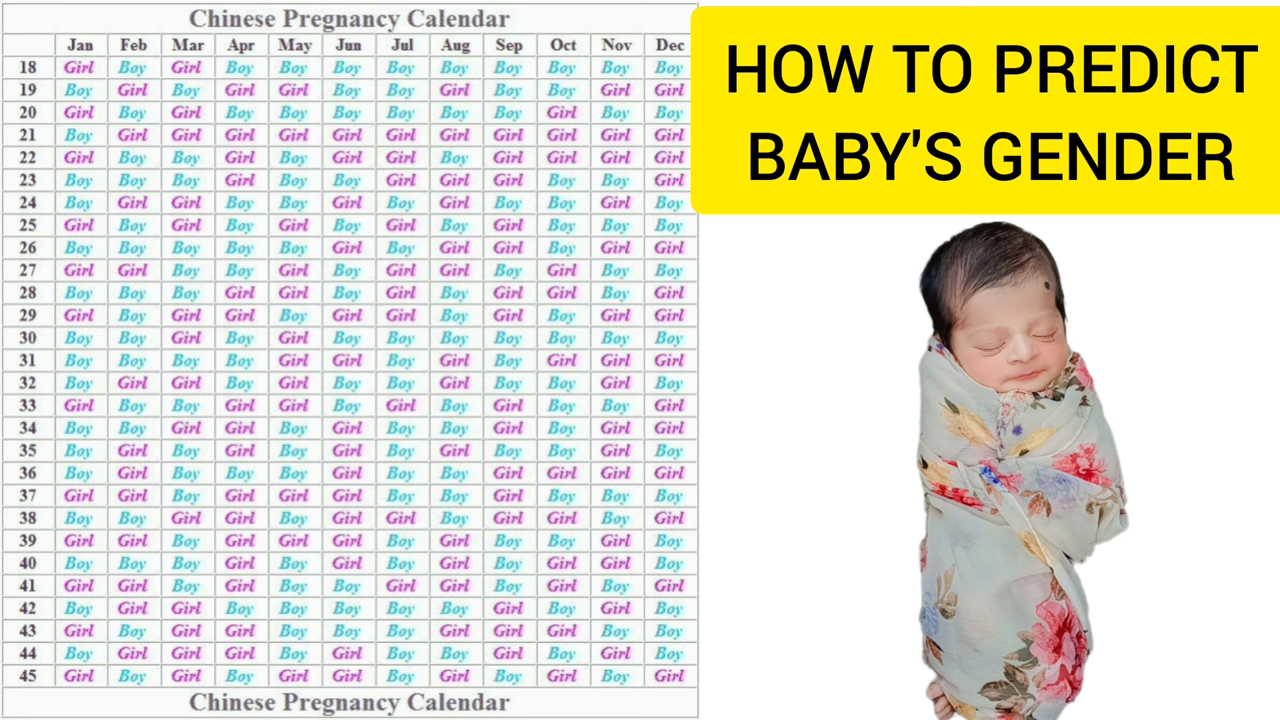 Chinese Pregnancy Calendar
Jan Feb Mar Apr May Jun Jul Aug Sep Oct Nov Dec
18 Girl Boy Girl Boy Boy Boy Boy Boy Boy Boy Boy Boy
19 Boy Girl Boy Girl Girl Boy Boy Girl Boy Boy Girl Girl
20 Girl Boy Girl Boy Boy Boy Boy Boy Boy Girl Boy Boy
21 Boy Girl Girl Girl Girl Girl Girl Girl Girl Girl Girl Girl
22 Girl Boy Boy Girl Boy Girl Girl Boy Girl Girl Girl Girl
23 Boy Boy Boy Girl Boy Boy Girl Girl Girl Boy Boy Girl
24 Boy Girl Girl Boy Boy Girl Boy Girl Boy Boy Girl Boy
25 Girl Boy Girl Boy Girl Boy Girl Boy Girl Boy Boy Boy
26 Boy Boy Boy Boy Boy Girl Boy Girl Girl Boy Girl Girl
27 Girl Girl Boy Boy Girl Boy Girl Girl Boy Girl Boy Boy
28 Boy Boy Boy Girl Girl Boy Girl Boy Girl Girl Boy Girl
29 Girl Boy Girl Girl Boy Girl Girl Boy Girl Boy Girl Girl
30 Boy Boy Girl Boy Girl Boy Boy Boy Boy Boy Boy Boy
31 Boy Boy Boy Boy Girl Girl Boy Girl Boy Girl Girl Girl
32 Boy Girl Girl Boy Girl Boy Boy Girl Boy Boy Girl Boy
33 Girl Boy Boy Girl Girl Boy Girl Boy Girl Boy Boy Girl
34 Boy Boy Girl Girl Boy Girl Boy Boy Girl Boy Girl Girl
35 Boy Girl Boy Girl Boy Girl Boy Girl Boy Boy Girl Boy
36 Boy Girl Boy Boy Boy Girl Boy Boy Girl Girl Girl Girl
37 Girl Girl Boy Girl Girl Girl Boy Boy Girl Boy Boy Boy
38 Boy Boy Girl Girl Boy Girl Girl Boy Girl Girl Boy Girl
39 Girl Girl Boy Girl Girl Girl Boy Girl Boy Boy Girl Boy
40 Boy Boy Boy Girl Boy Girl Boy Girl Boy Girl Girl Boy
41 Girl Girl Boy Girl Boy Boy Girl Girl Boy Girl Boy Girl
42 Boy Girl Girl Boy Boy Boy Boy Boy Girl Boy Girl Boy
43 Girl Boy Girl Girl Boy Boy Boy Girl Girl Girl Boy Boy
44 Boy Girl Girl Girl Boy Girl Boy Boy Girl Boy Girl Boy
45 Girl Boy Girl Boy Girl Girl Boy Girl Boy Girl Boy Girl
Chinese Pregnancy Calendar
HOW TO PREDICT
BABY'S GENDER